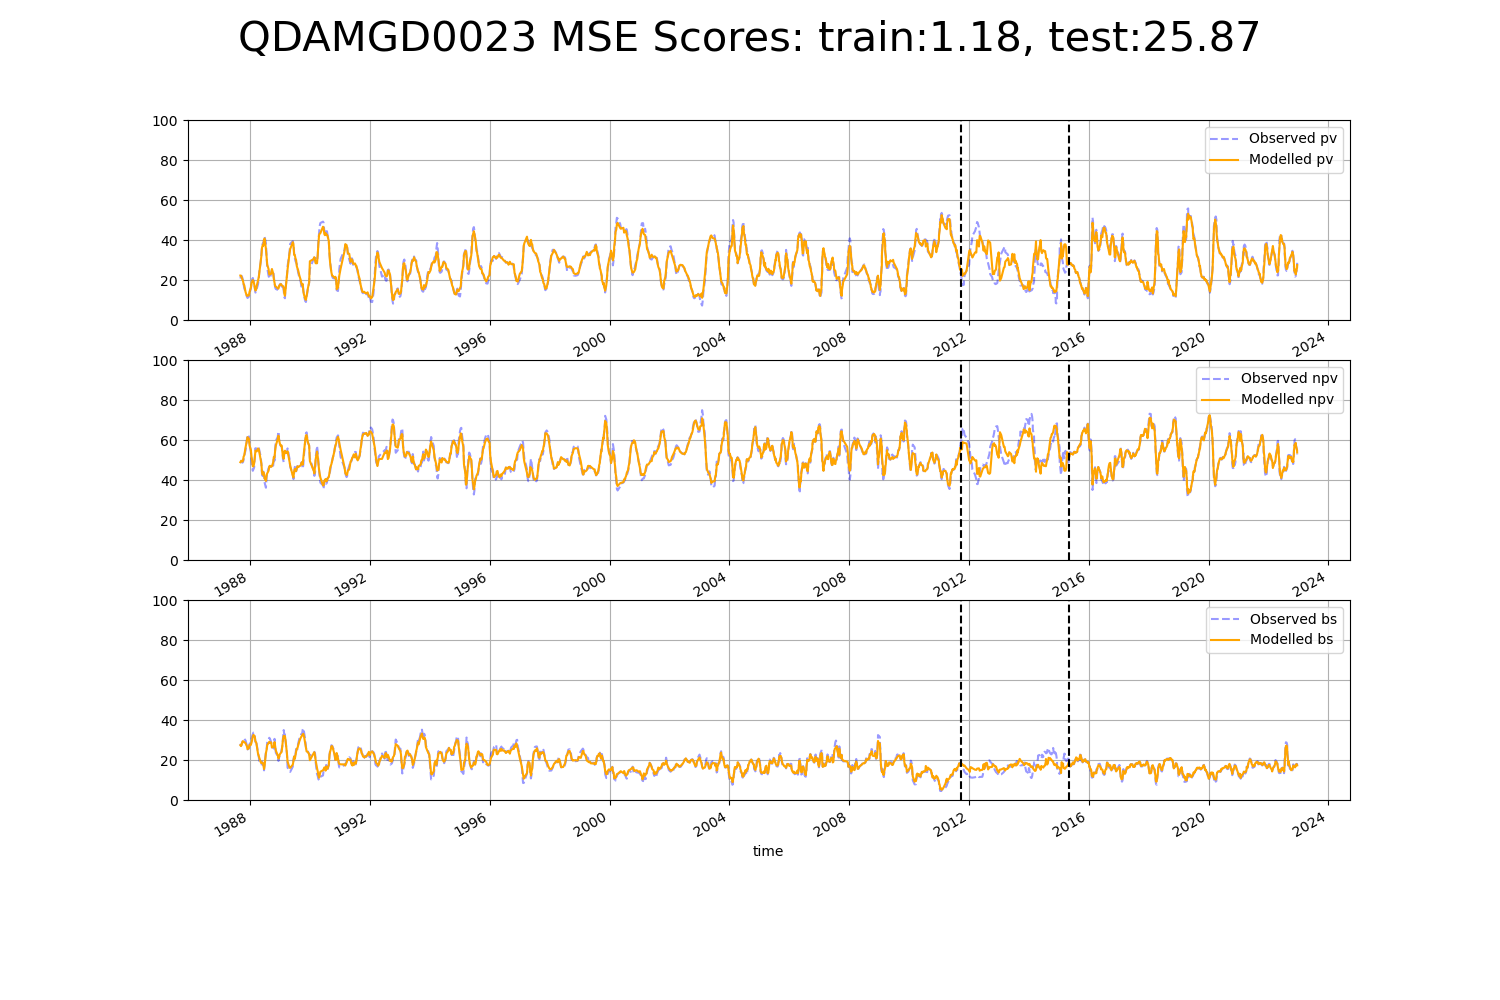 QDAMGD0023 MSE Scores: train:1.18, test:25.87
100
80
60
40
20
0
Observed pv
Modelled pv
1988 1992 1996 2000 2004 2008 2012 2016 2020 2024
100
80
60
40
20
0
Observed npv
Modelled npv
1988 1992 1996 2000 2004 2008 2012 2016 2020 2024
100
80
60
40
20
0
Observed bs
Modelled bs
1988 1992 1996 2000 2004 2008 2012 2016 2020 2024
time